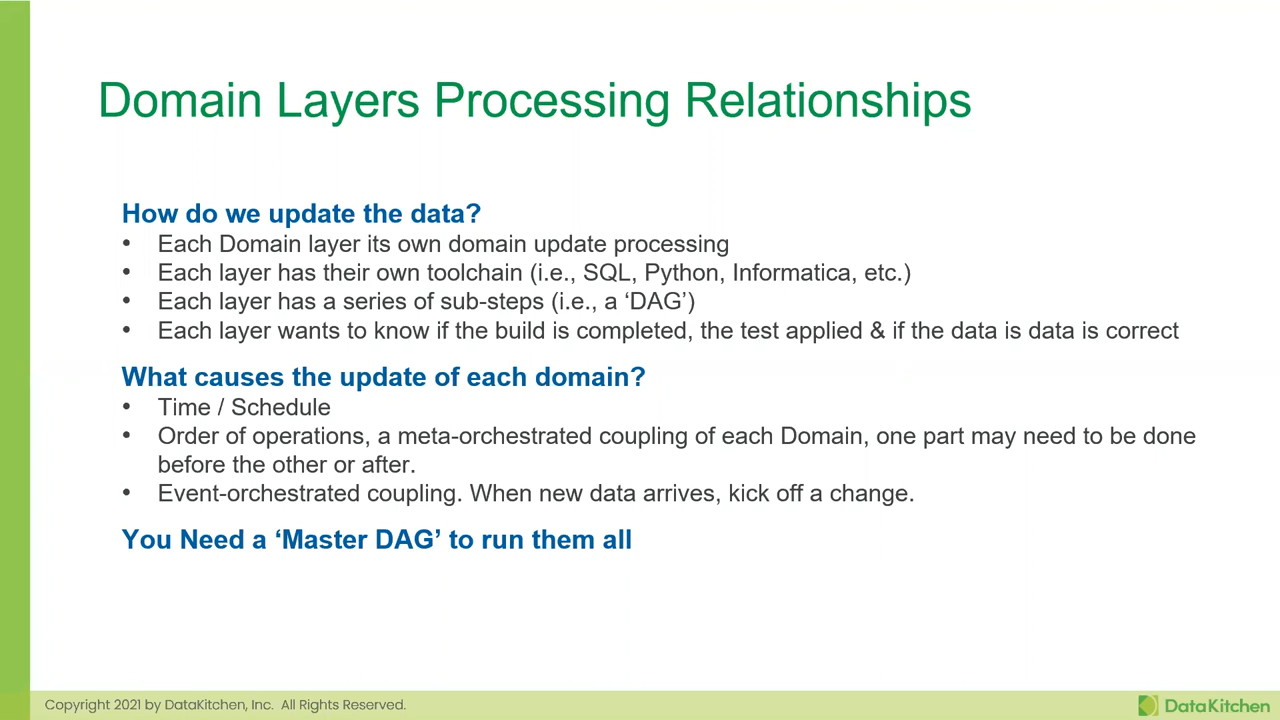 Domain Layers Processing Relationships
How do we update the data?
• Each Domain layer its own domain update processing
• Each layer has their own toolchain (i.e., SQL, Python, Informatica, etc.)
• Each layer has a series of sub-steps (i.e., a ‘DAG’)
• Each layer wants to know if the build is completed, the test applied & if the data is data is correct
What causes the update of each domain?
• Time / Schedule
• Order of operations, a meta-orchestrated coupling of each Domain, one part may need to be done
before the other or after.
• Event-orchestrated coupling. When new data arrives, kick off a change.
You Need a ‘Master DAG’ to run them all
Copyright 2021 by DataKitchen, Inc. All Rights Reserved.
DataKitchen